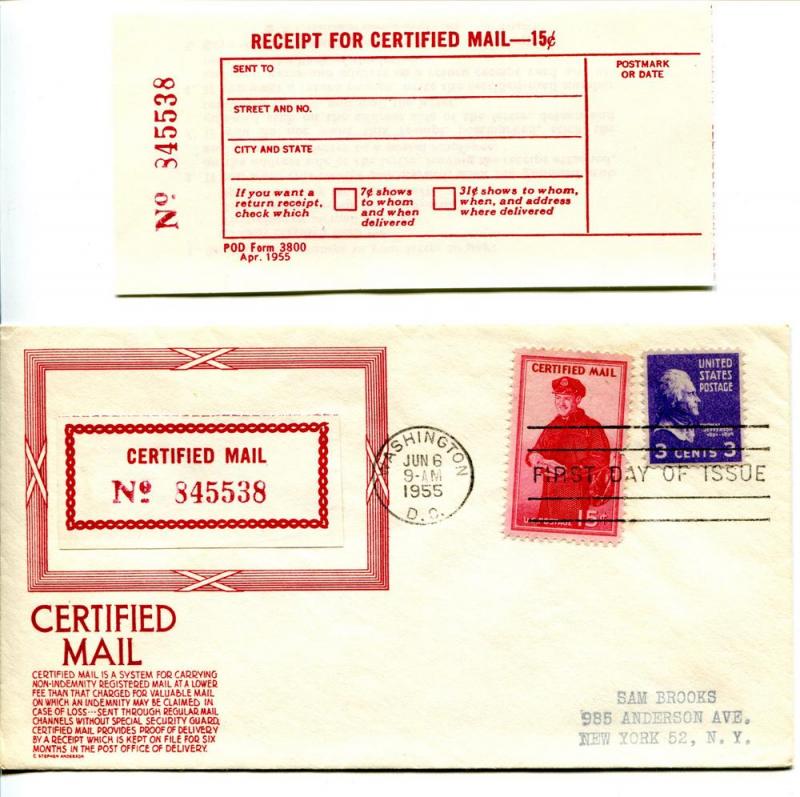 RECEIPT FOR CERTIFIED MAIL—15¢
Nº 845538
SENT TO
POSTMARK
OR DATE
STREET AND NO.
CITY AND STATE
If you want a
return receipt,
check which
7¢ shows
to whom
and when
delivered
31¢ shows to whom,
when, and address
where delivered
POD Form 3800
Apr. 1955
CERTIFIED MAIL
Nº 845538
WASHINGTON
JUN 6
9-AM
1955
D. C.
CERTIFIED MAIL
U.S. POSTAGE 15¢
UNITED
STATES
POSTAGE
JEFFERSON
3 CENTS 3
FIRST DAY OF ISSUE
CERTIFIED
MAIL
CERTIFIED MAIL IS A SYSTEM FOR CARRYING
NON-INDEMNITY REGISTERED MAIL AT A LOWER
FEE THAN THAT CHARGED FOR VALUABLE MAIL
ON WHICH AN INDEMNITY MAY BE CLAIMED IN
CASE OF LOSS---SENT THROUGH REGULAR MAIL
CHANNELS WITHOUT SPECIAL SECURITY GUARD,
CERTIFIED MAIL PROVIDES PROOF OF DELIVERY
BY A RECEIPT WHICH IS KEPT ON FILE FOR SIX
MONTHS IN THE POST OFFICE OF DELIVERY.
C. STEPHEN ANDERSON
SAM BROOKS
985 ANDERSON AVE.
NEW YORK 52, N. Y.